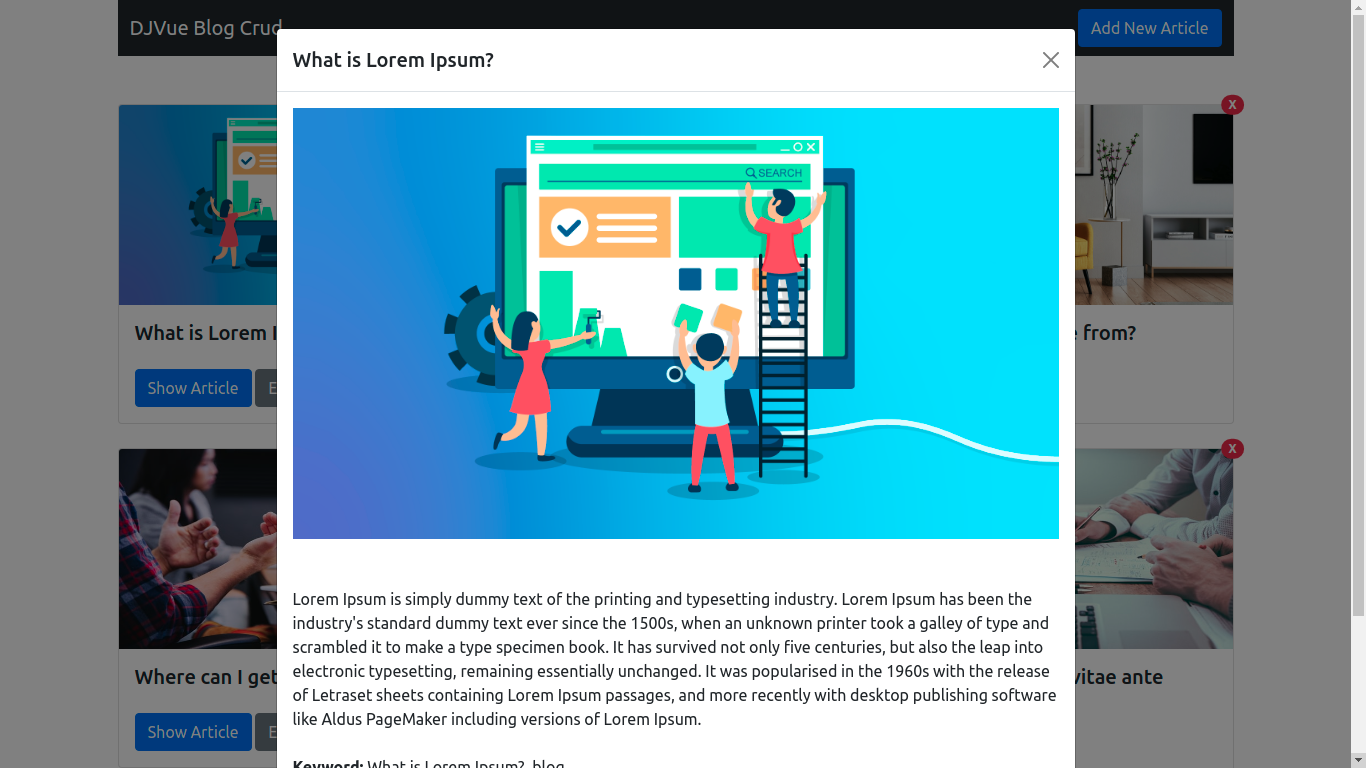 DJVue Blog Crud
Add New Article
What is Lorem Ipsum?
SEARCH
X
What is Lorem I
from?
Show Article
E
X
Lorem Ipsum is simply dummy text of the printing and typesetting industry. Lorem Ipsum has been the
industry's standard dummy text ever since the 1500s, when an unknown printer took a galley of type and
scrambled it to make a type specimen book. It has survived not only five centuries, but also the leap into
electronic typesetting, remaining essentially unchanged. It was popularised in the 1960s with the release
of Letraset sheets containing Lorem Ipsum passages, and more recently with desktop publishing software
like Aldus PageMaker including versions of Lorem Ipsum.
Where can I get
vitae ante
Show Article
E
Keyword: What is Lorem Ipsum?, blog